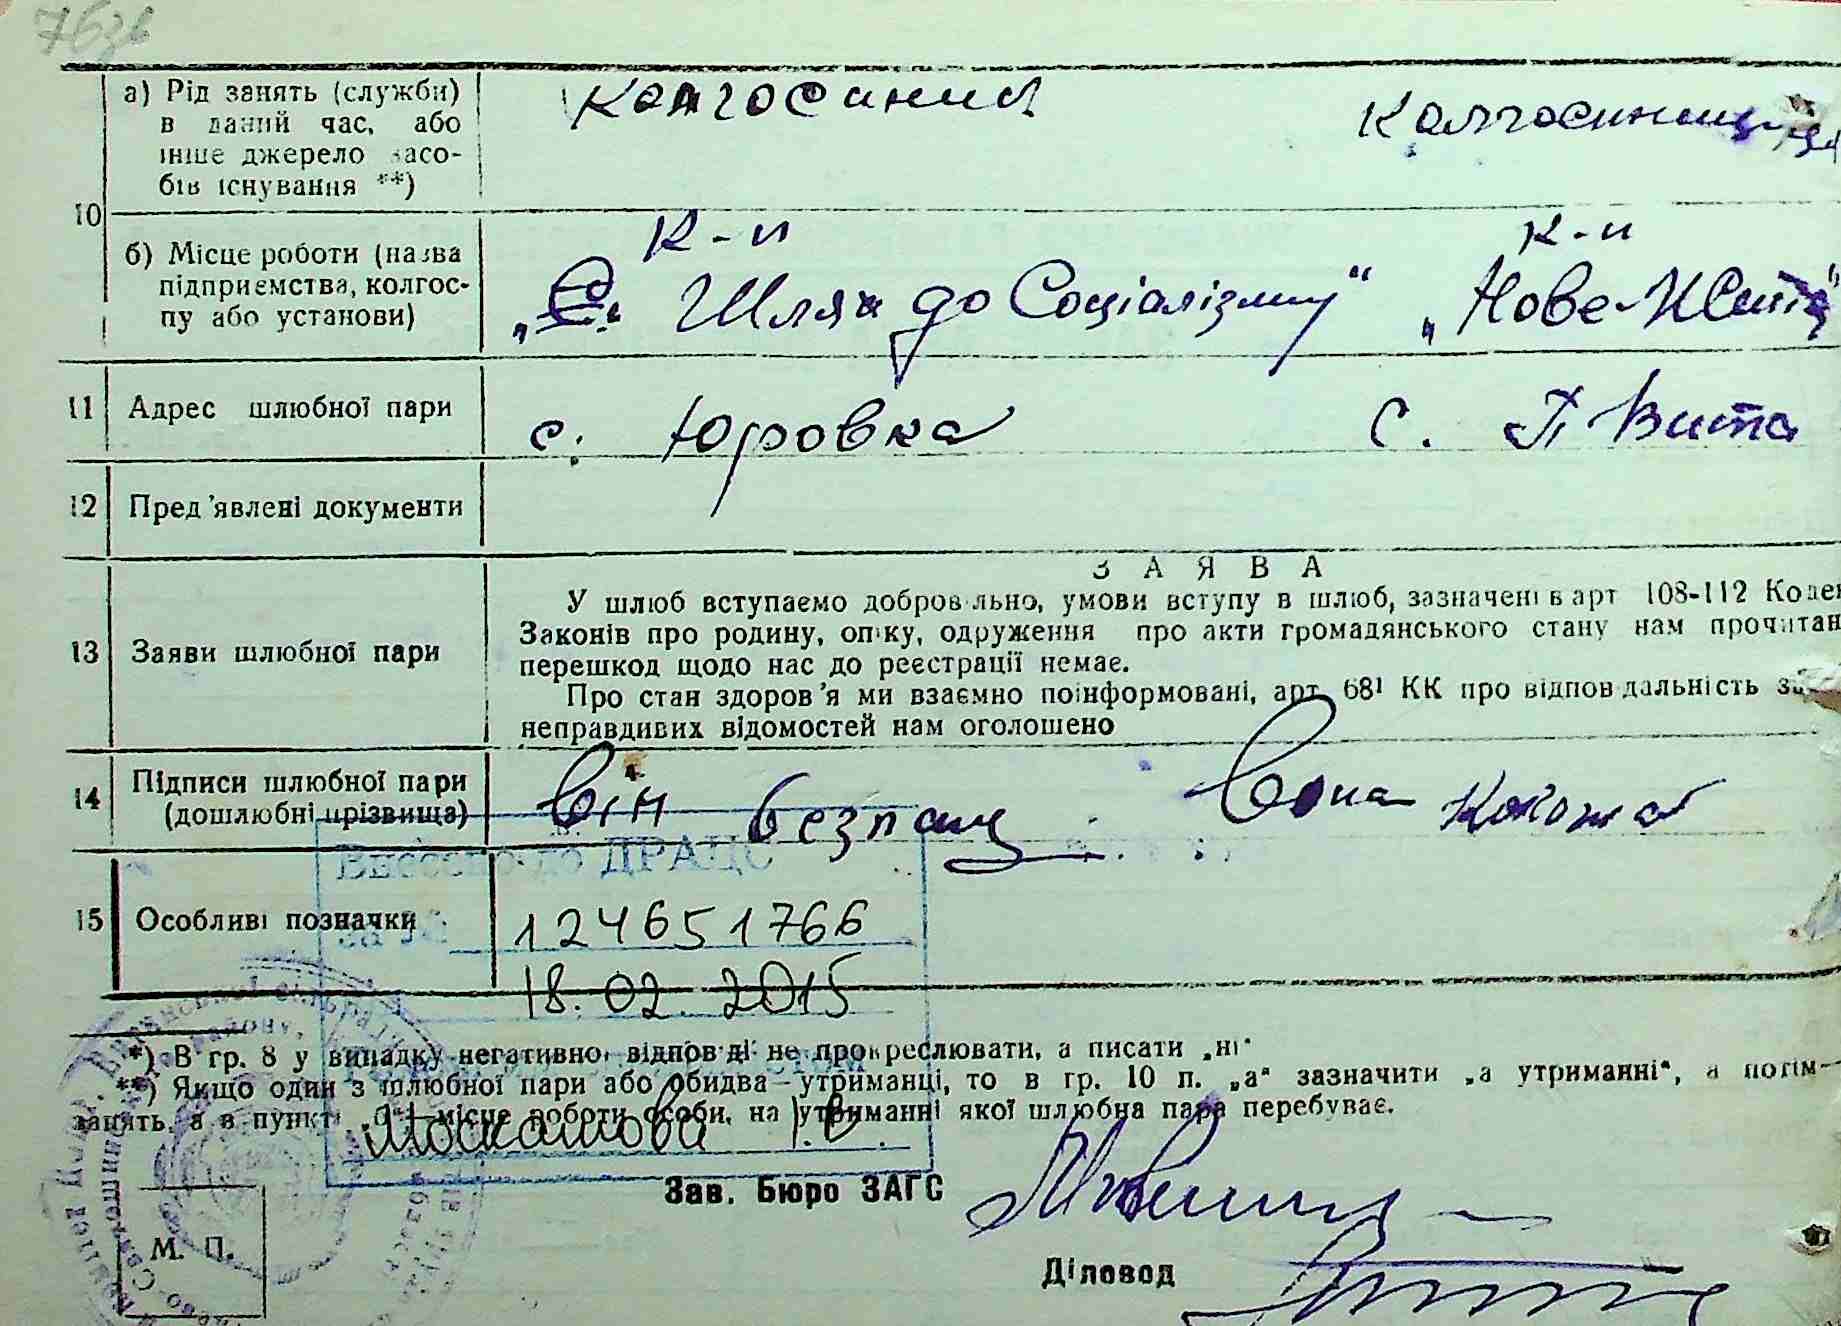 763в
10
а) Рід занять (служби) в даний час, або інше джерело засобів існування **)
колгоспник
колгоспниця
б) Місце роботи (назва підприємства, колгоспу або установи)
к-п
„Шлях до Соціалізму“
к-п
„Нове Життя“
11 Адрес шлюбної пари
с. Юровка
с. П Вита
12 Пред'явлені документи
13 Заяви шлюбної пари
ЗАЯВА
У шлюб вступаємо добровільно, умови вступу в шлюб, зазначені в арт 108-112 Кодек
Законів про родину, опіку, одруження про акти громадянського стану нам прочитан
перешкод щодо нас до реєстрації немає.
Про стан здоров'я ми взаємно поінформовані, арт. 68¹ КК про відповідальність за
неправдивих відомостей нам оголошено
14 Підписи шлюбної пари
(дошлюбні прізвища)
Він
Вона
15 Особливі позначки
Внесено до ДРАЦС
за №
124651766
18.02.2015
*) В гр. 8 у випадку негативної відповіді не прокреслювати, а писати „ні“
**) Якщо один з шлюбної пари або обидва – утриманці, то в гр. 10 п. „а“ зазначити „а утриманні“, а потім—
занять, а в пункті „б“ місце роботи особи, на утриманні якої шлюбна пара перебуває.
Зав. Бюро ЗАГС
М. П.
Діловод